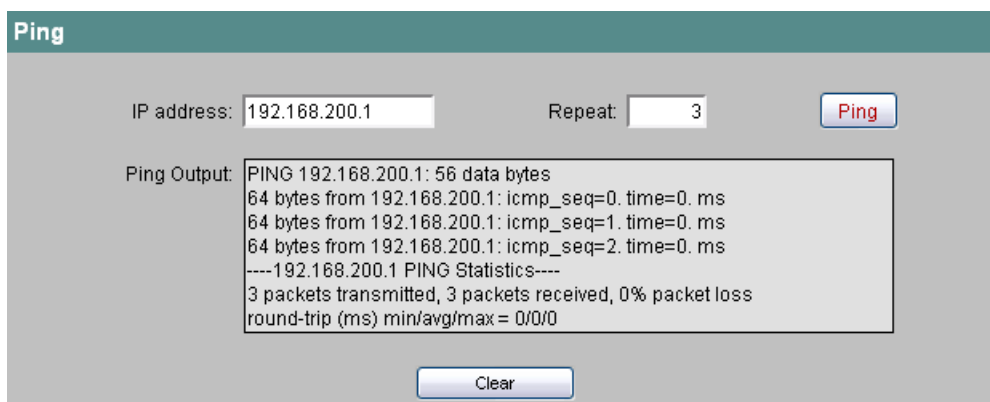 Ping
IP address: 192.168.200.1 Repeat: 3 Ping
Ping Output: PING 192.168.200.1: 56 data bytes
64 bytes from 192.168.200.1: icmp_seq=0. time=0. ms
64 bytes from 192.168.200.1: icmp_seq=1. time=0. ms
64 bytes from 192.168.200.1: icmp_seq=2. time=0. ms
----192.168.200.1 PING Statistics----
3 packets transmitted, 3 packets received, 0% packet loss
round-trip (ms) min/avg/max = 0/0/0
Clear